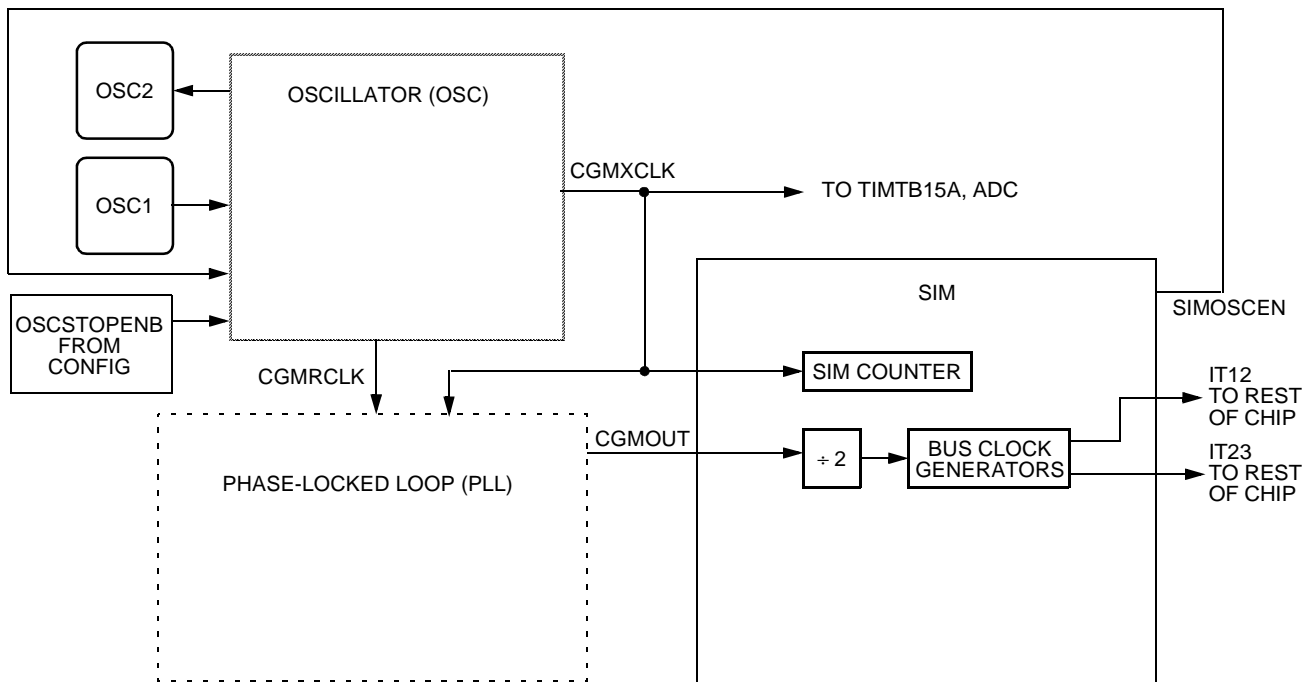 OSC2
OSCILLATOR (OSC)
CGMXCLK
OSC1
TO TIMTB15A, ADC
SIM
SIMOSCEN
OSCSTOPENB
FROM
CONFIG
CGMRCLK
SIM COUNTER
IT12
TO REST
OF CHIP
CGMOUT
÷ 2
BUS CLOCK
GENERATORS
IT23
TO REST
OF CHIP
PHASE-LOCKED LOOP (PLL)